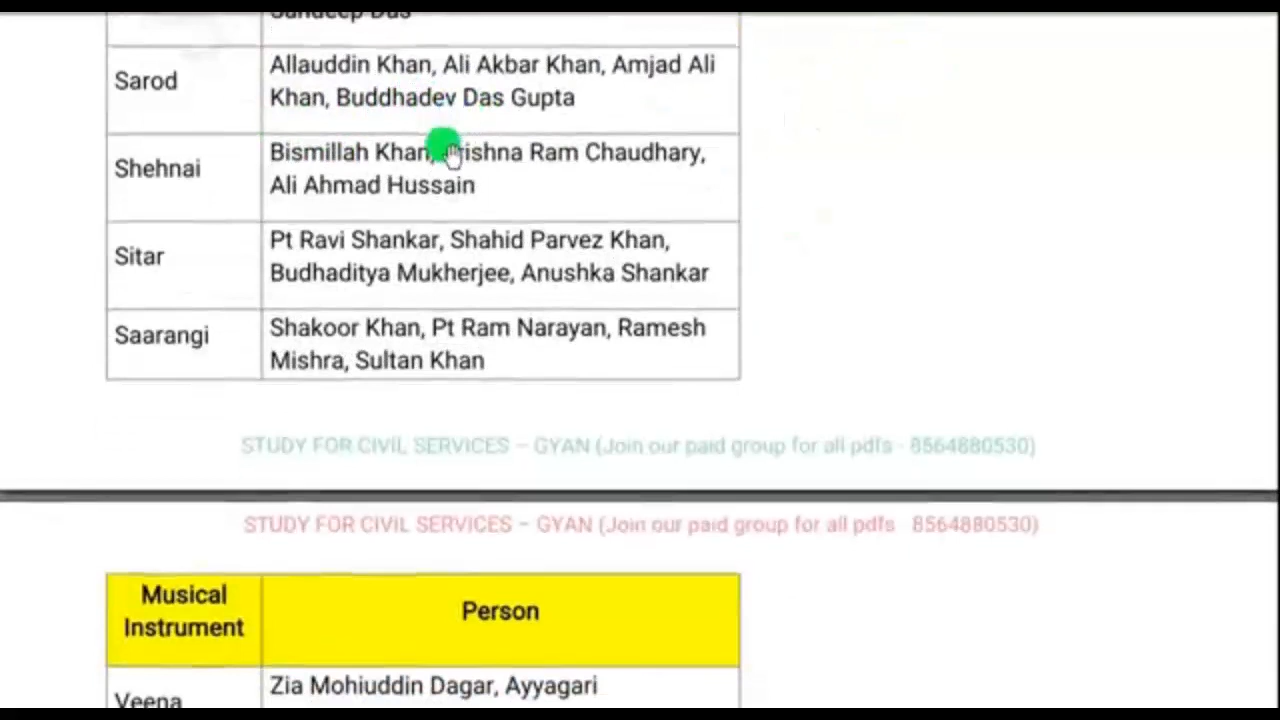 Sandeep Das
Sarod
Allauddin Khan, Ali Akbar Khan, Amjad Ali
Khan, Buddhadev Das Gupta
Shehnai
Bismillah Khan, Krishna Ram Chaudhary,
Ali Ahmad Hussain
Sitar
Pt Ravi Shankar, Shahid Parvez Khan,
Budhaditya Mukherjee, Anushka Shankar
Saarangi
Shakoor Khan, Pt Ram Narayan, Ramesh
Mishra, Sultan Khan
STUDY FOR CIVIL SERVICES – GYAN (Join our paid group for all pdfs - 8564880530)
STUDY FOR CIVIL SERVICES – GYAN (Join our paid group for all pdfs - 8564880530)
Musical
Instrument
Person
Veena
Zia Mohiuddin Dagar, Ayyagari